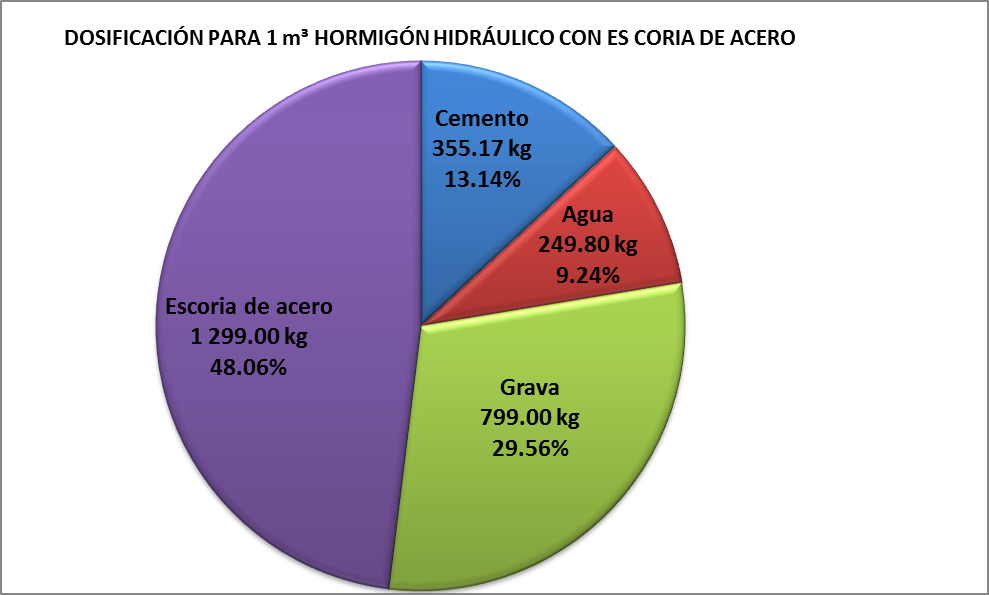 DOSIFICACIÓN PARA 1 m³ HORMIGÓN HIDRÁULICO CON ES CORIA DE ACERO
Cemento
355.17 kg
13.14%
Agua
249.80 kg
9.24%
Grava
799.00 kg
29.56%
Escoria de acero
1 299.00 kg
48.06%